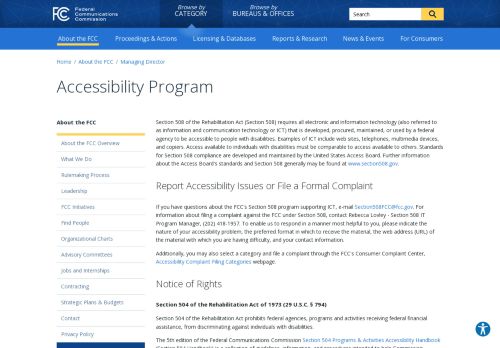 Federal
Communications
Commission
Browse by
CATEGORY
Browse by
BUREAUS & OFFICES
Search
About the FCC
Proceedings & Actions
Licensing & Databases
Reports & Research
News & Events
For Consumers
Home / About the FCC / Managing Director
Accessibility Program
About the FCC
About the FCC Overview
What We Do
Rulemaking Process
Leadership
FCC Initiatives
Find People
Organizational Charts
Advisory Committees
Jobs and Internships
Contracting
Strategic Plans & Budgets
Contact
Privacy Policy
Section 508 of the Rehabilitation Act (Section 508) requires all electronic and information technology (also referred to
as information and communication technology or ICT) that is developed, procured, maintained, or used by a federal
agency to be accessible to people with disabilities. Examples of ICT include web sites, telephones, multimedia devices,
and copiers. Access available to individuals with disabilities must be comparable to access available to others. Standards
for Section 508 compliance are developed and maintained by the United States Access Board. Further information
about the Access Board's standards and Section 508 generally may be found at www.section508.gov.
Report Accessibility Issues or File a Formal Complaint
If you have questions about the FCC's Section 508 program supporting ICT, e-mail Section508FCC@fcc.gov. For
information about filing a complaint against the FCC under Section 508, contact Rebecca Loxley - Section 508 IT
Program Manager, (202) 418-1957. To enable us to respond in a manner most helpful to you, please indicate the
nature of your accessibility problem, the preferred format in which to receive the material, the web address (URL) of
the material with which you are having difficulty, and your contact information.
Additionally, you may also select a category and file a complaint through the FCC's Consumer Complaint Center,
Accessibility Complaint Filing Categories webpage.
Notice of Rights
Section 504 of the Rehabilitation Act of 1973 (29 U.S.C. § 794)
Section 504 of the Rehabilitation Act prohibits federal agencies, programs and activities receiving federal financial
assistance, from discriminating against individuals with disabilities.
The 5th edition of the Federal Communications Commission Section 504 Programs & Activities Accessibility Handbook